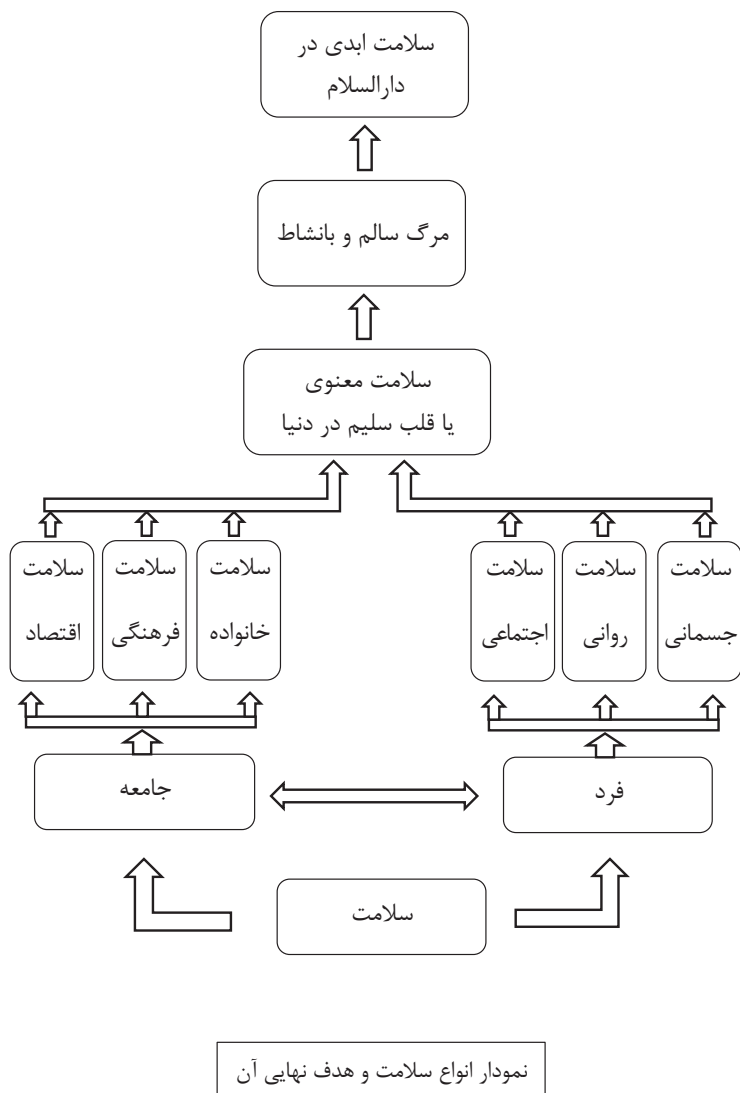 سلامت ابدی در
دارالسلام
مرگ سالم و بانشاط
سلامت معنوی
یا قلب سلیم در دنیا
سلامت
جسمانی
سلامت
روانی
سلامت
اجتماعی
سلامت
خانواده
سلامت
فرهنگی
سلامت
اقتصاد
فرد
جامعه
سلامت
نمودار انواع سلامت و هدف نهایی آن